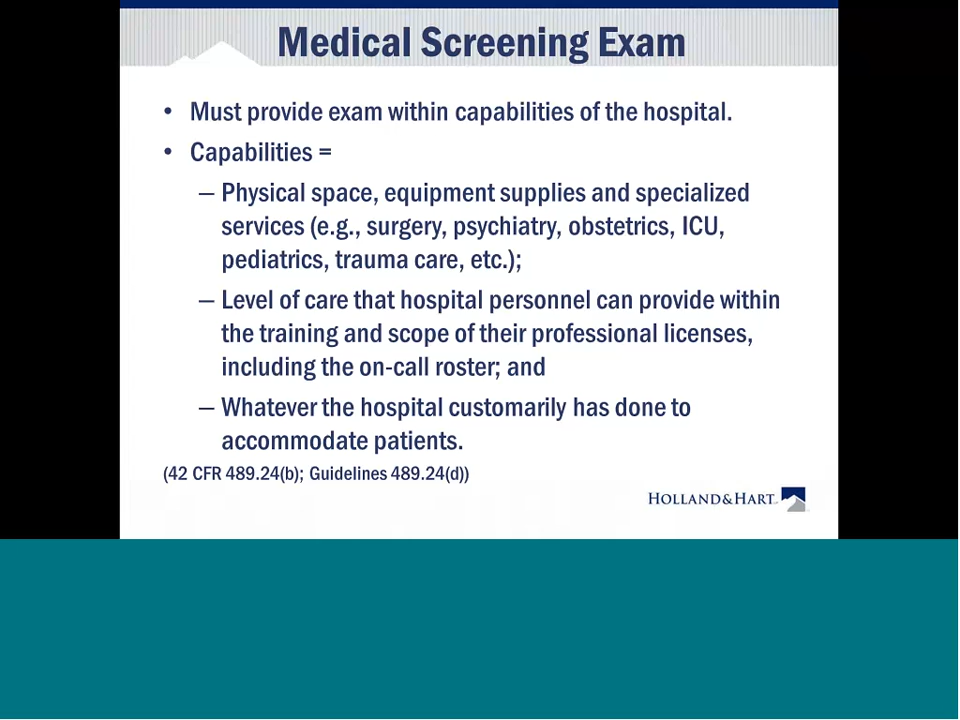 Medical Screening Exam
• Must provide exam within capabilities of the hospital.
• Capabilities =
– Physical space, equipment supplies and specialized
services (e.g., surgery, psychiatry, obstetrics, ICU,
pediatrics, trauma care, etc.);
– Level of care that hospital personnel can provide within
the training and scope of their professional licenses,
including the on-call roster; and
– Whatever the hospital customarily has done to
accommodate patients.
(42 CFR 489.24(b); Guidelines 489.24(d))
HOLLAND&HART